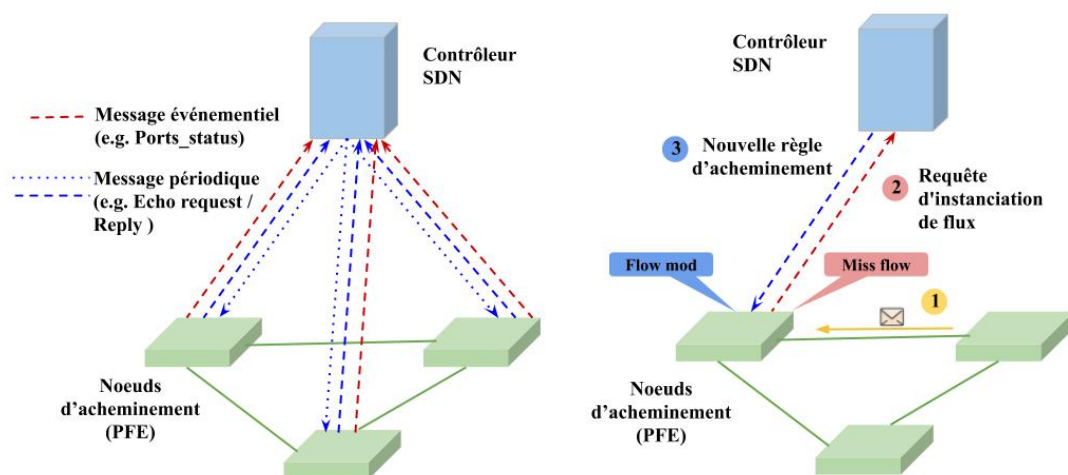 Contrôleur
SDN
Message événementiel
(e.g. Ports_status)
Message périodique
(e.g. Echo request /
Reply )
Noeuds
d'acheminement
(PFE)
Contrôleur
SDN
3
Nouvelle règle
d'acheminement
2
Requête
d'instanciation
de flux
Flow mod
Miss flow
1
Noeuds
d'acheminement
(PFE)